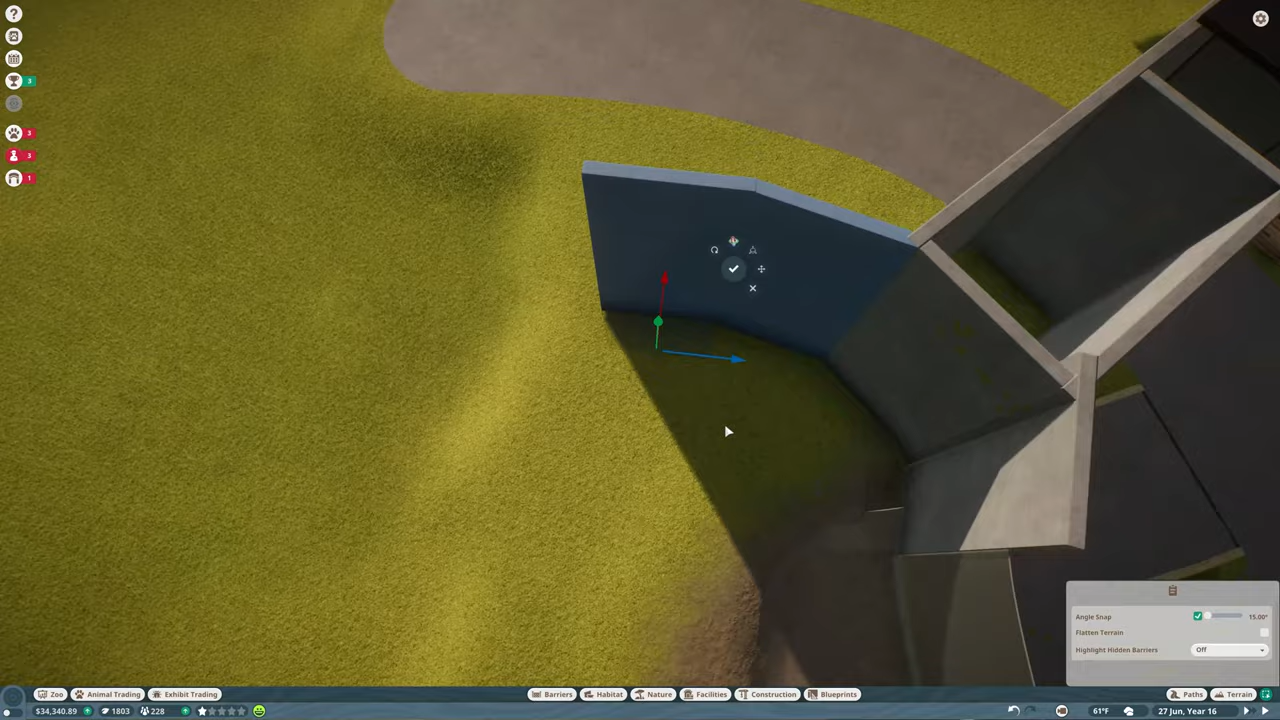 ?
3
3
3
1
Angle Snap 15.00°
Flatten Terrain
Highlight Hidden Barriers Off
Zoo Animal Trading Exhibit Trading Barriers Habitat Nature Facilities Construction Blueprints Paths Terrain
$34,340.89 1803 228 61°F 27 Jun, Year 16